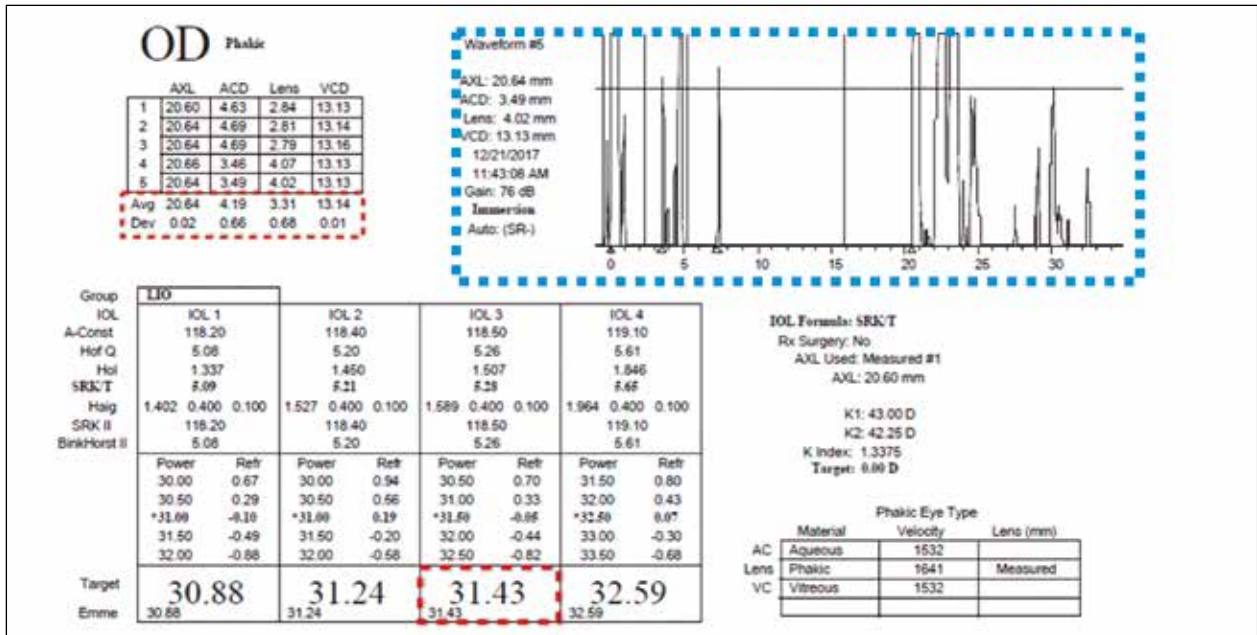 OD Phakic
AXL ACD Lens VCD
1 20.60 4.63 2.84 13.13
2 20.64 4.69 2.81 13.14
3 20.64 4.69 2.79 13.16
4 20.66 3.46 4.07 13.13
5 20.64 3.49 4.02 13.13
Avg 20.64 4.19 3.31 13.14
Dev 0.02 0.66 0.68 0.01
Waveform #5
AXL: 20.64 mm
ACD: 3.49 mm
Lens: 4.02 mm
VCD: 13.13 mm
12/21/2017
11:43:08 AM
Gain: 76 dB
Immersion
Auto: (SR-)
0 5 10 15 20 25 30
Group LIO
IOL IOL 1 IOL 2 IOL 3 IOL 4
A-Const 118.20 118.40 118.50 119.10
Hof Q 5.08 5.20 5.26 5.61
Hol 1.337 1.450 1.507 1.846
SRK/T 5.09 5.21 5.28 5.65
Haig 1.402 0.400 0.100 1.527 0.400 0.100 1.589 0.400 0.100 1.964 0.400 0.100
SRK II 118.20 118.40 118.50 119.10
BinkHorst II 5.08 5.20 5.26 5.61
Power Refr Power Refr Power Refr Power Refr
30.00 0.67 30.00 0.94 30.50 0.70 31.50 0.80
30.50 0.29 30.50 0.56 31.00 0.33 32.00 0.43
*31.00 -0.10 *31.00 0.19 *31.50 -0.05 *32.50 0.07
31.50 -0.49 31.50 -0.20 32.00 -0.44 33.00 -0.30
32.00 -0.88 32.00 -0.58 32.50 -0.82 33.50 -0.68
Target 30.88 31.24 31.43 32.59
Emme 30.88 31.24 31.43 32.59
IOL Formula: SRK/T
Rx Surgery: No
AXL Used: Measured #1
AXL: 20.60 mm
K1: 43.00 D
K2: 42.25 D
K Index: 1.3375
Target: 0.00 D
Phakic Eye Type
Material Velocity Lens (mm)
AC Aqueous 1532
Lens Phakic 1641 Measured
VC Vitreous 1532